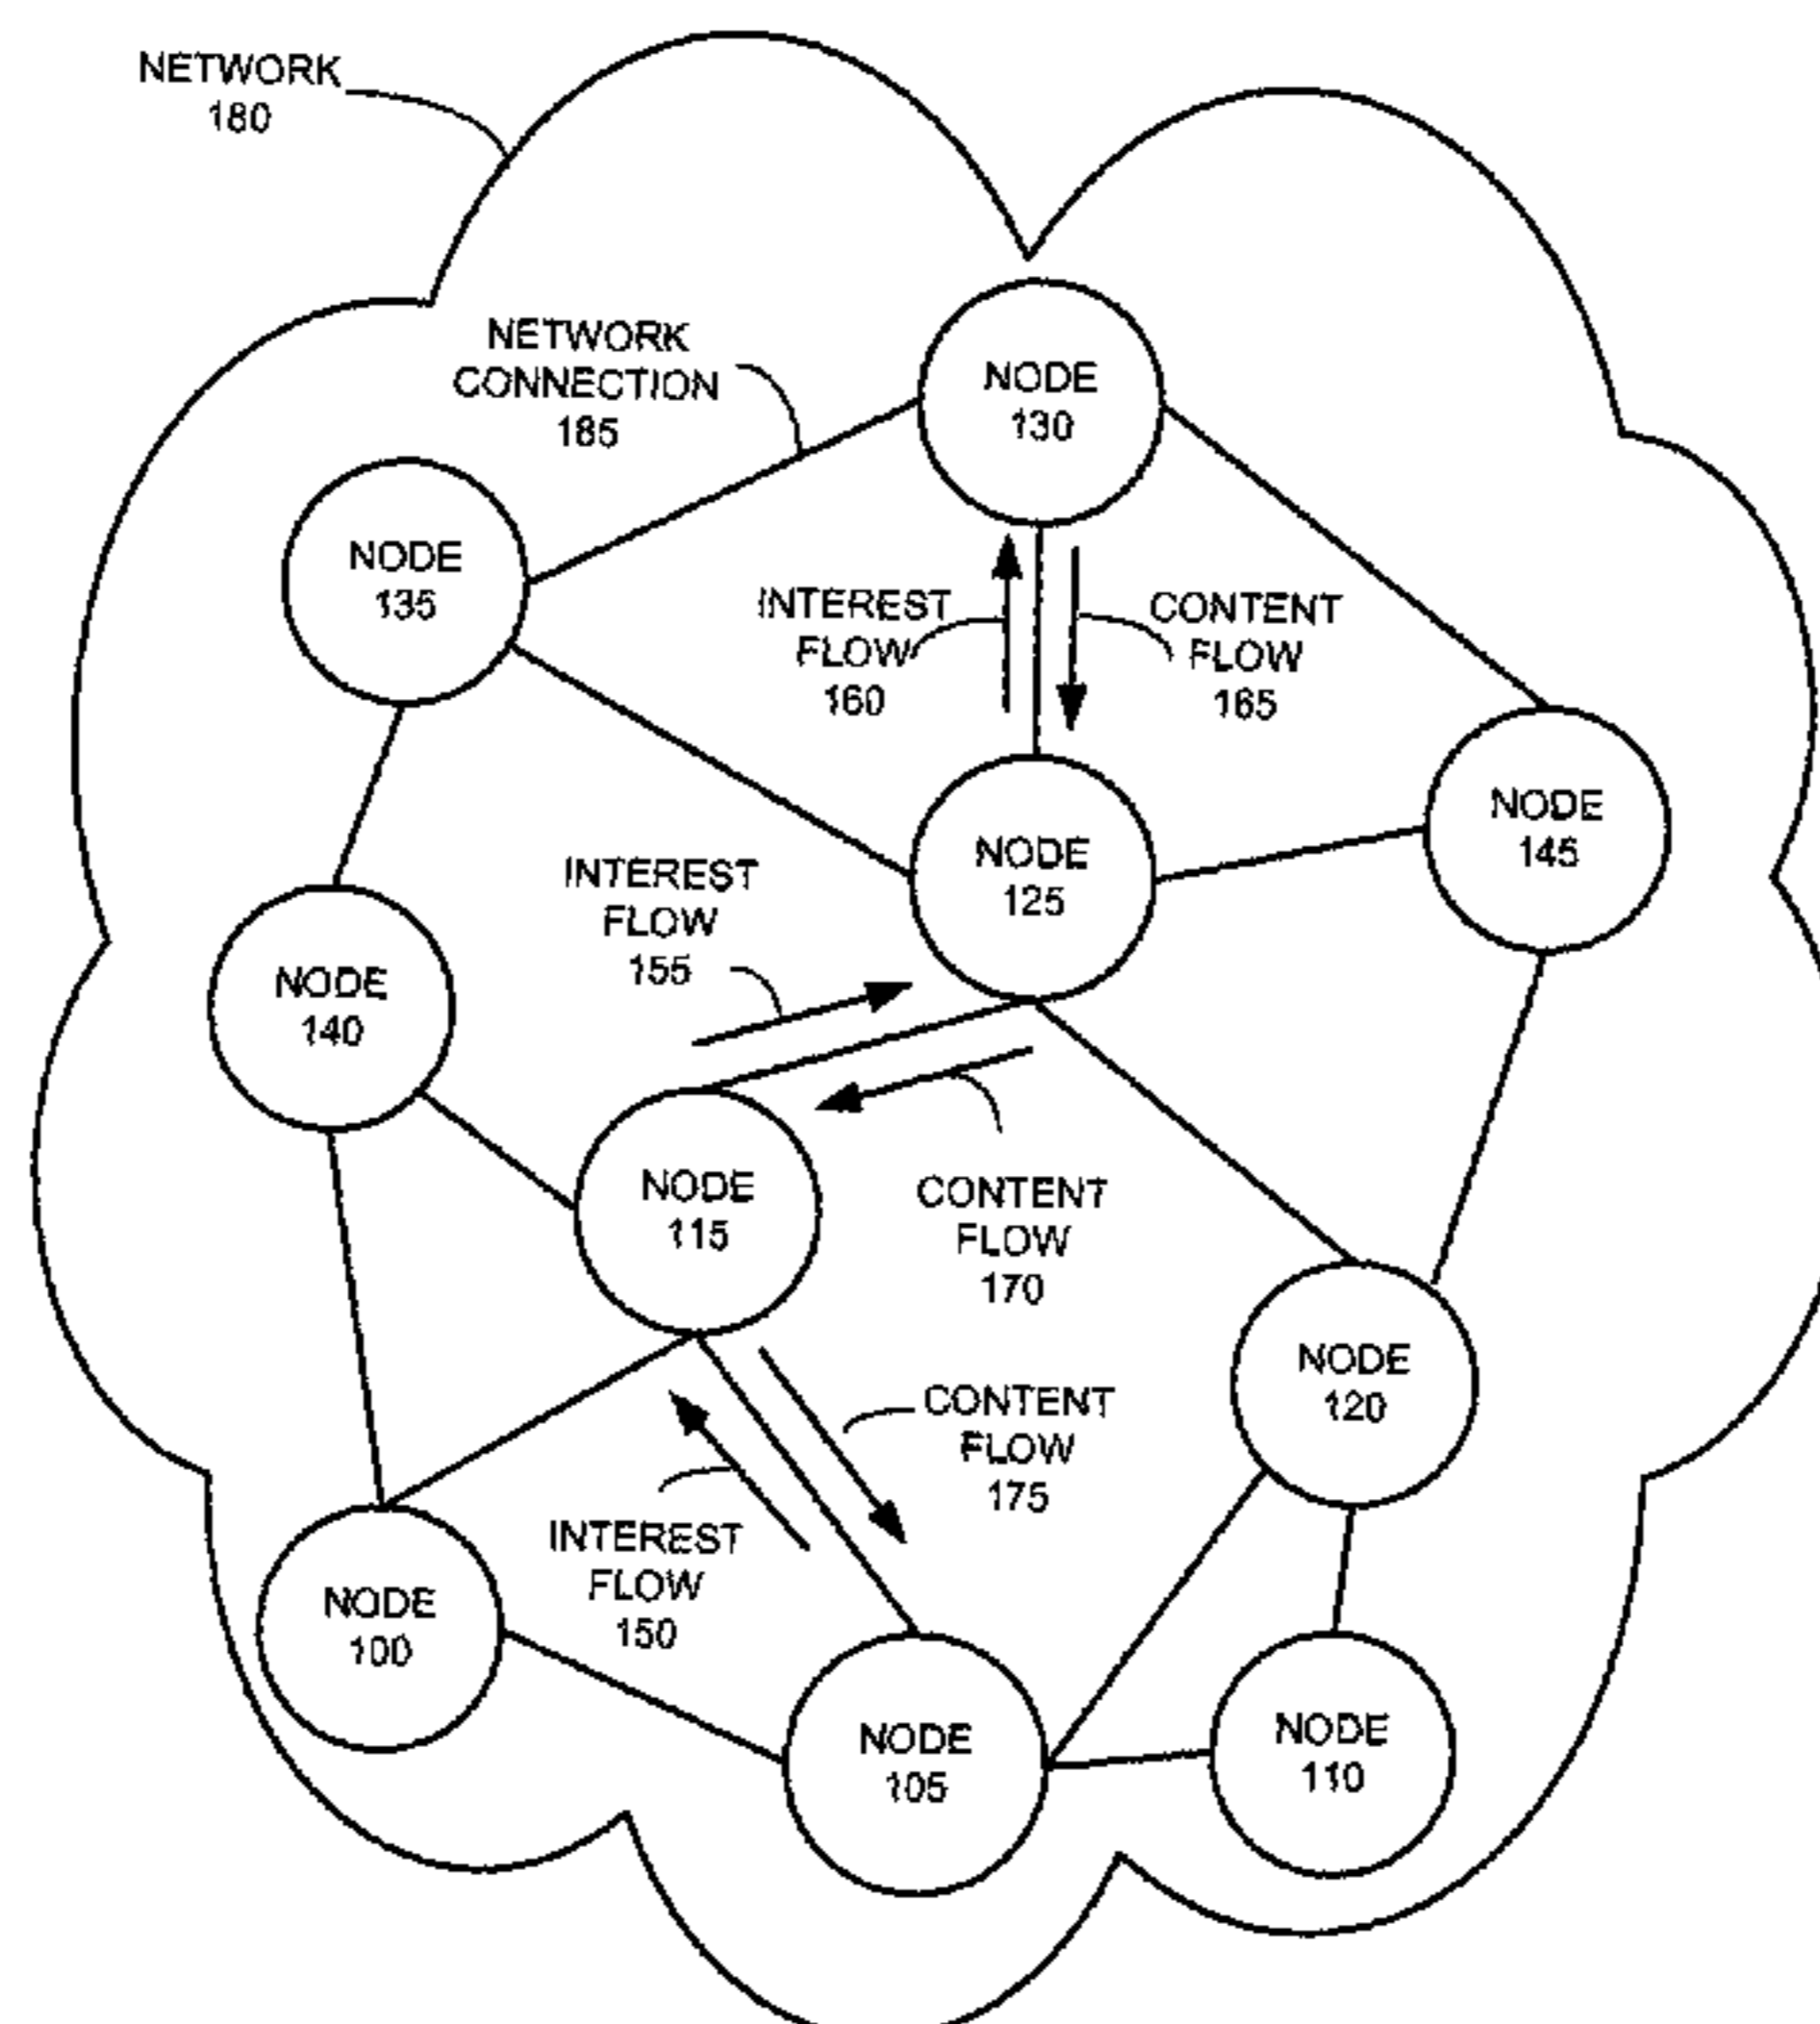 NETWORK
180
NETWORK
CONNECTION
185
NODE
130
NODE
135
INTEREST
FLOW
160
CONTENT
FLOW
165
NODE
145
NODE
125
INTEREST
FLOW
155
NODE
140
NODE
115
CONTENT
FLOW
170
NODE
120
CONTENT
FLOW
175
INTEREST
FLOW
150
NODE
100
NODE
105
NODE
110